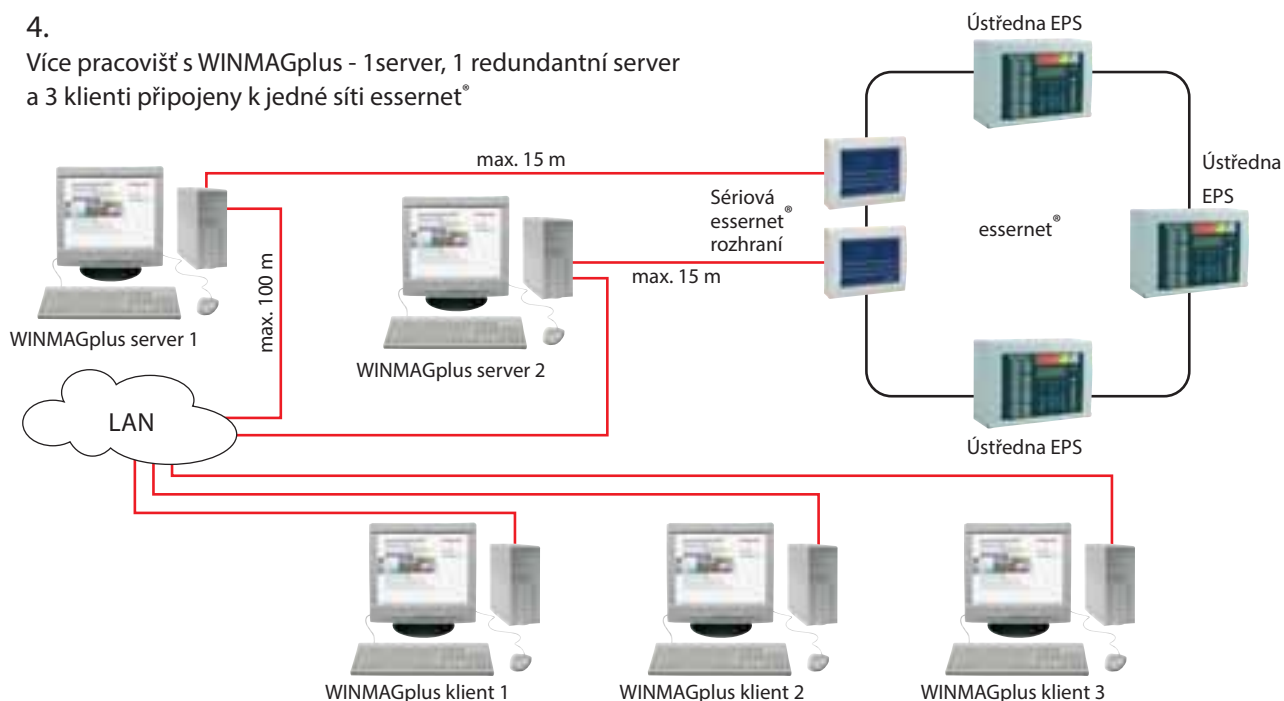 4.
Více pracovišť s WINMAGplus - 1server, 1 redundantní server
a 3 klienti připojeny k jedné síti essernet®
Ústředna EPS
max. 15 m
Ústředna
EPS
Sériová
essernet®
rozhraní
essernet®
max. 15 m
max. 100 m
WINMAGplus server 1
WINMAGplus server 2
LAN
Ústředna EPS
WINMAGplus klient 1
WINMAGplus klient 2
WINMAGplus klient 3